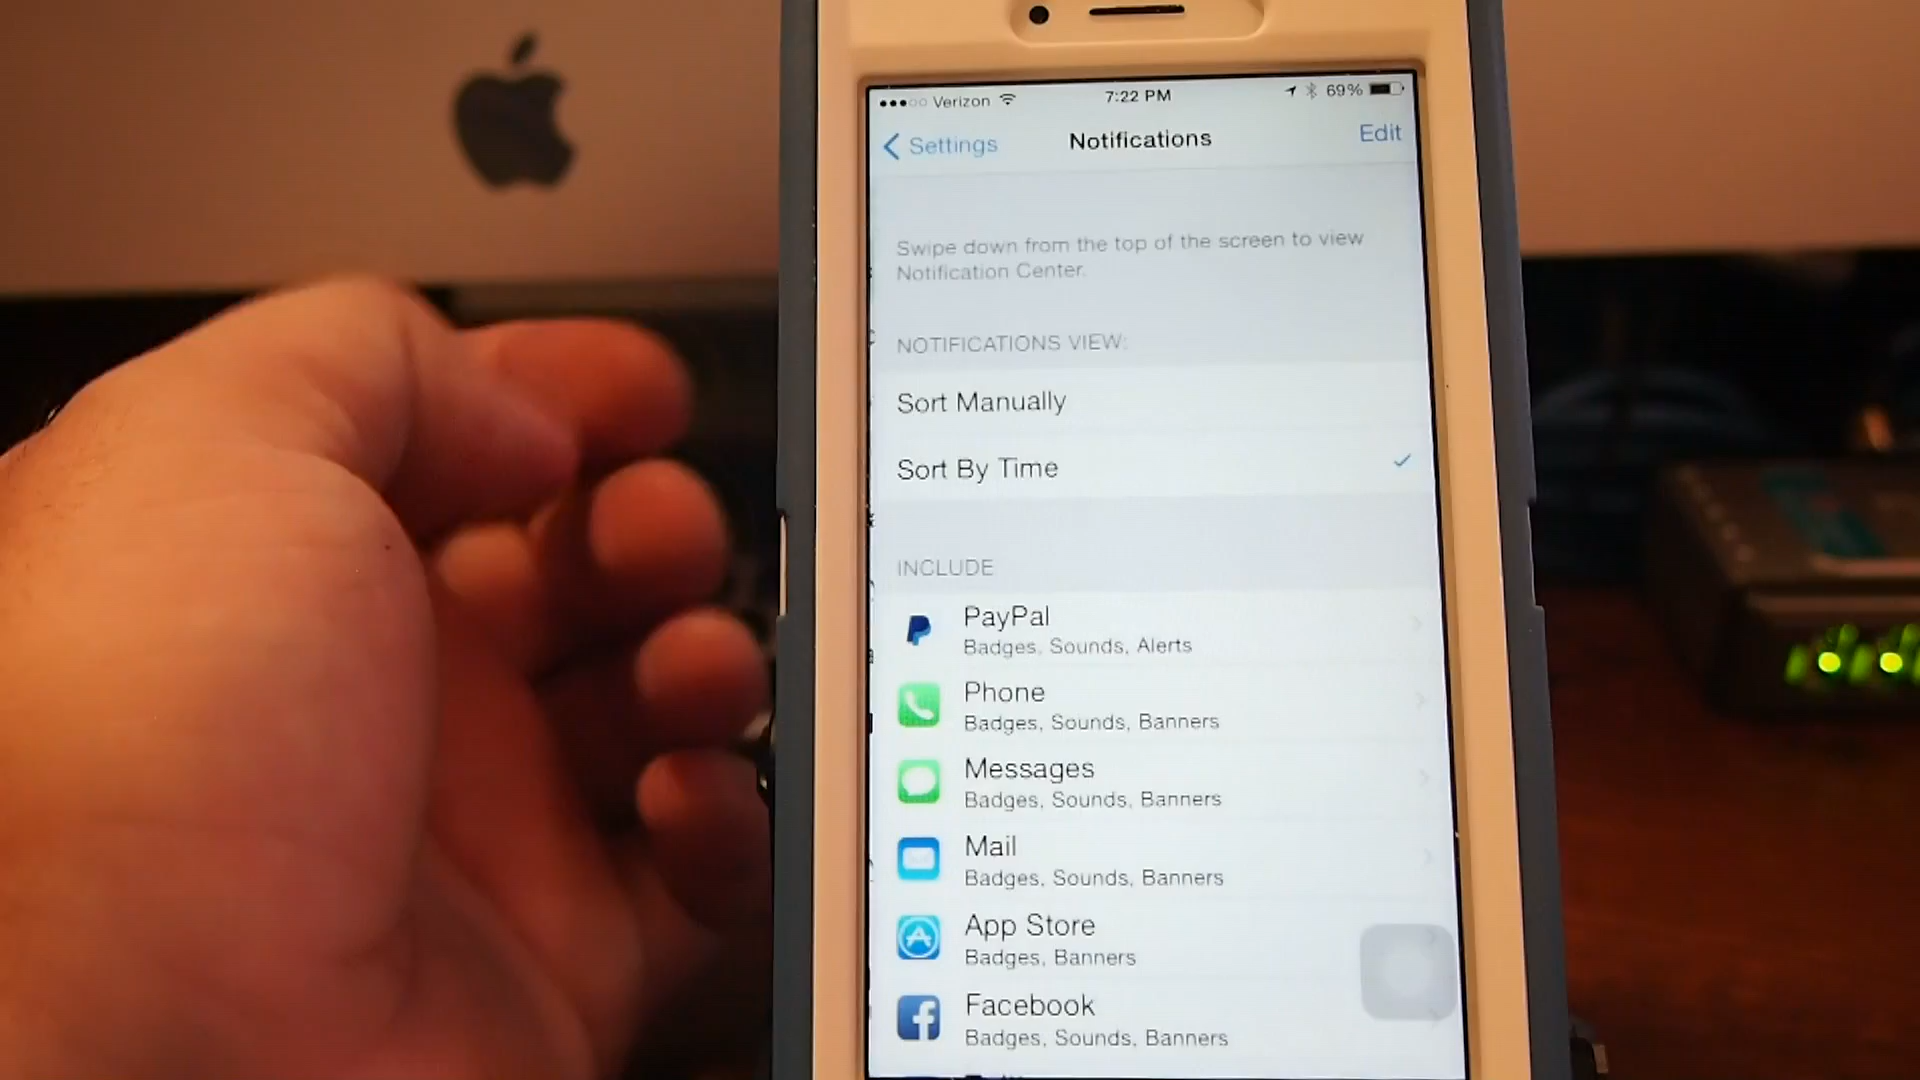 Verizon 7:22 PM 69%
Settings Notifications Edit
Swipe down from the top of the screen to view
Notification Center.
NOTIFICATIONS VIEW:
Sort Manually
Sort By Time
INCLUDE
PayPal
Badges, Sounds, Alerts
Phone
Badges, Sounds, Banners
Messages
Badges, Sounds, Banners
Mail
Badges, Sounds, Banners
App Store
Badges, Banners
Facebook
Badges, Sounds, Banners